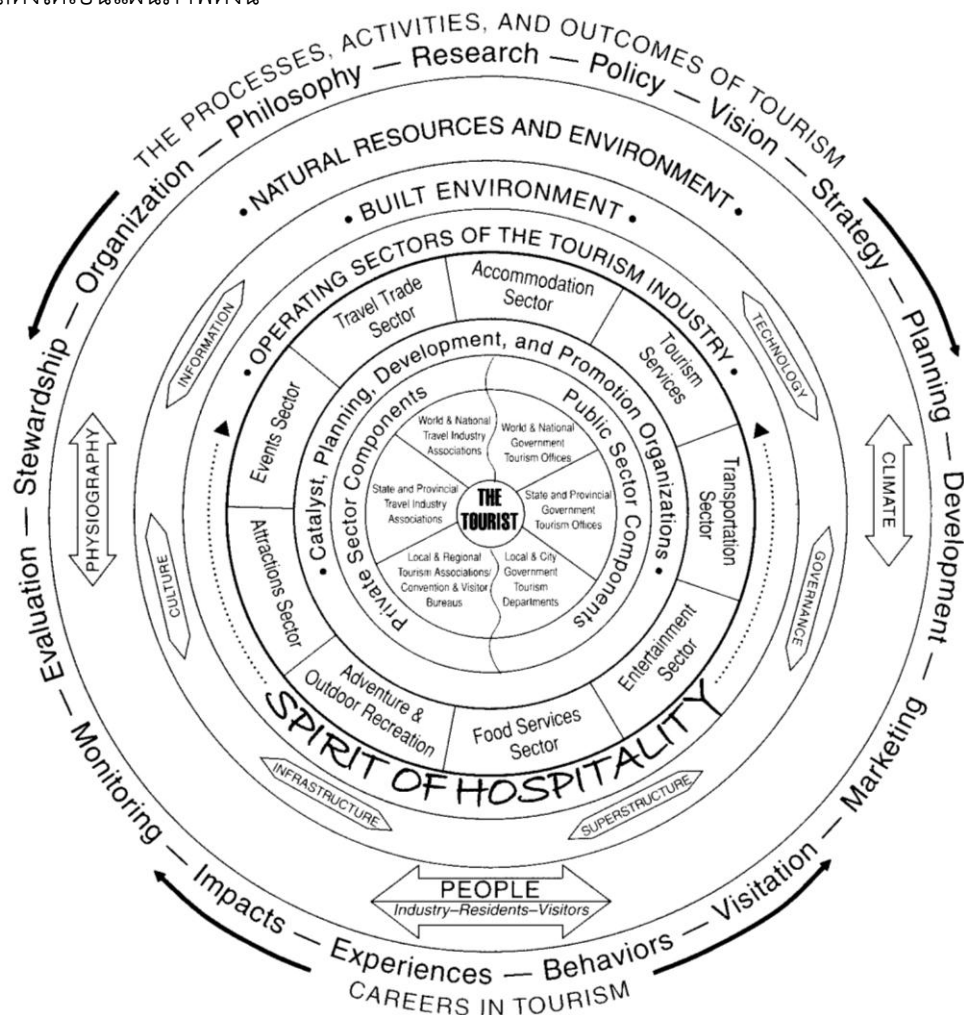 THE PROCESSES, ACTIVITIES, AND OUTCOMES OF TOURISM
Organization — Philosophy — Research — Policy — Vision — Strategy — Planning — Development — Marketing — Visitation — Behaviors — Experiences — Impacts — Monitoring — Evaluation — Stewardship —
• NATURAL RESOURCES AND ENVIRONMENT •
• BUILT ENVIRONMENT •
• OPERATING SECTORS OF THE TOURISM INDUSTRY •
INFORMATION
TECHNOLOGY
PHYSIOGRAPHY
CLIMATE
CULTURE
GOVERNANCE
INFRASTRUCTURE
SUPERSTRUCTURE
Travel Trade
Sector
Accommodation
Sector
Tourism
Services
Transportation
Sector
Entertainment
Sector
Food Services
Sector
Adventure &
Outdoor Recreation
Attractions Sector
Events Sector
• Catalyst, Planning, Development, and Promotion Organizations •
Private Sector Components
Public Sector Components
World & National
Travel Industry
Associations
World & National
Government
Tourism Offices
State and Provincial
Travel Industry
Associations
THE
TOURIST
State and Provincial
Government
Tourism Offices
Local & Regional
Tourism Associations/
Convention & Visitor
Bureaus
Local & City
Government
Tourism
Departments
SPIRIT OF HOSPITALITY
PEOPLE
Industry–Residents–Visitors
CAREERS IN TOURISM